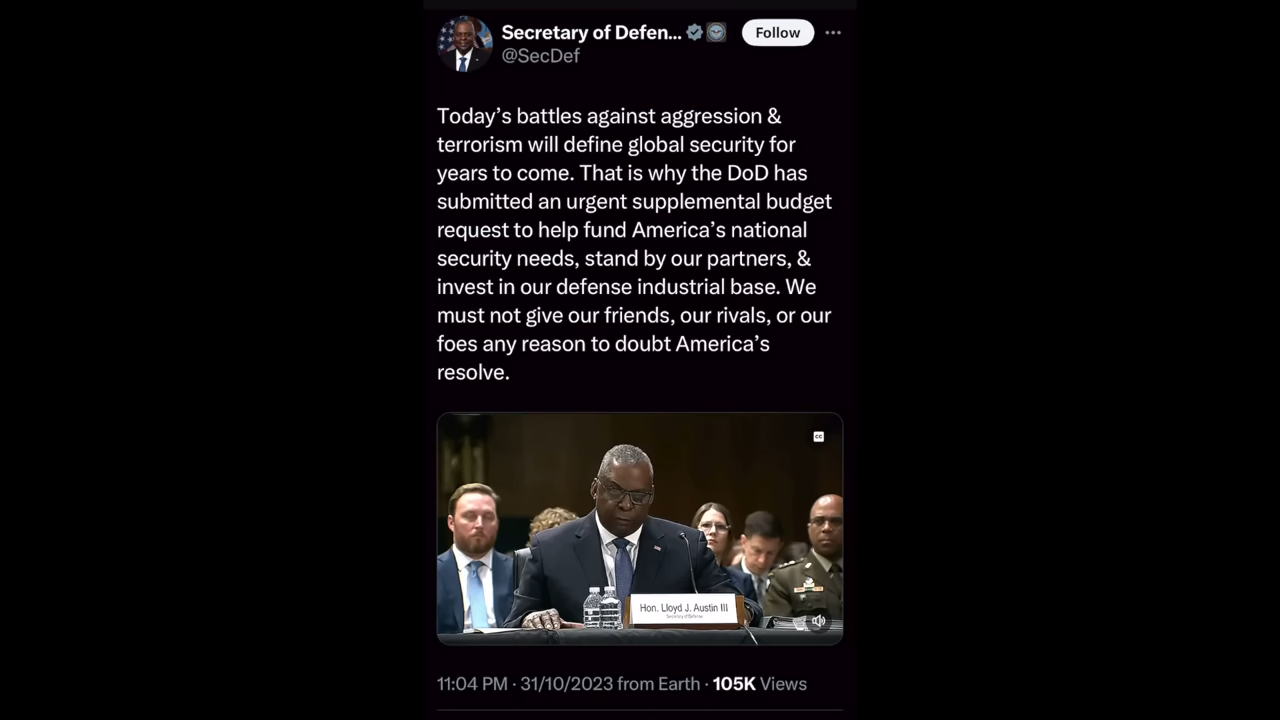 Secretary of Defen...
Follow
@SecDef
Today's battles against aggression &
terrorism will define global security for
years to come. That is why the DoD has
submitted an urgent supplemental budget
request to help fund America's national
security needs, stand by our partners, &
invest in our defense industrial base. We
must not give our friends, our rivals, or our
foes any reason to doubt America's
resolve.
CC
Hon. Lloyd J. Austin III
Secretary of Defense
11:04 PM · 31/10/2023 from Earth · 105K Views